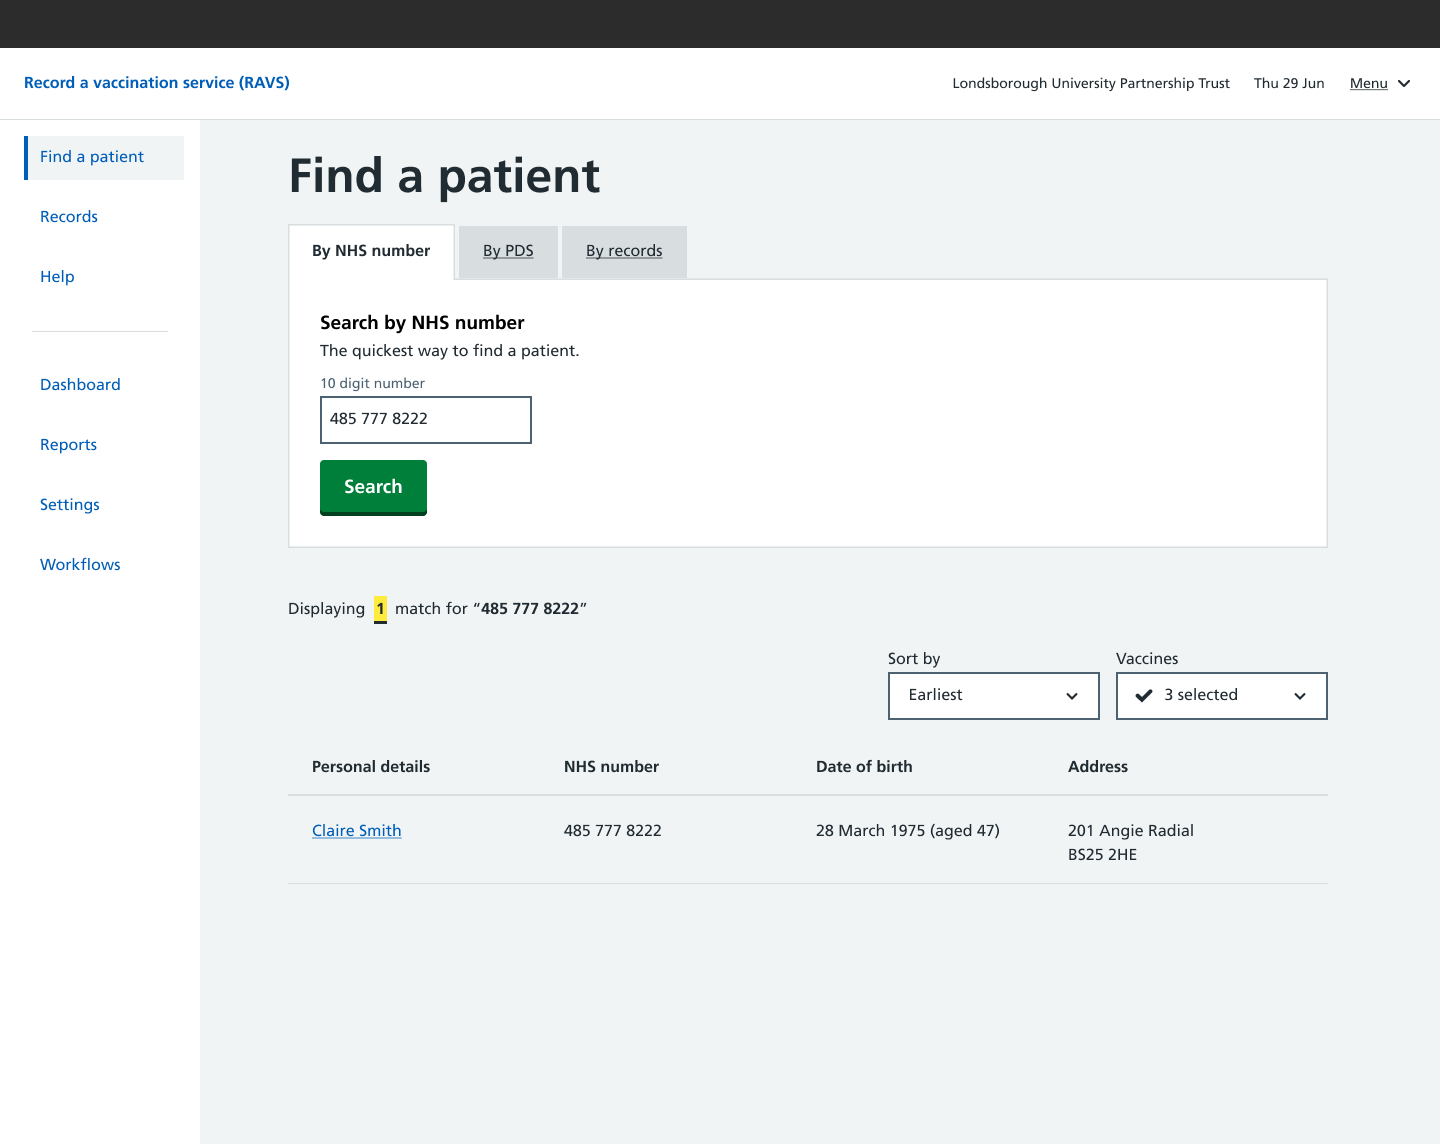 Record a vaccination service (RAVS)
Londsborough University Partnership Trust
Thu 29 Jun
Menu
Find a patient
Records
Help
Dashboard
Reports
Settings
Workflows
Find a patient
By NHS number
By PDS
By records
Search by NHS number
The quickest way to find a patient.
10 digit number
485 777 8222
Search
Displaying 1 match for “485 777 8222”
Sort by
Vaccines
Earliest
3 selected
Personal details
NHS number
Date of birth
Address
Claire Smith
485 777 8222
28 March 1975 (aged 47)
201 Angie Radial
BS25 2HE